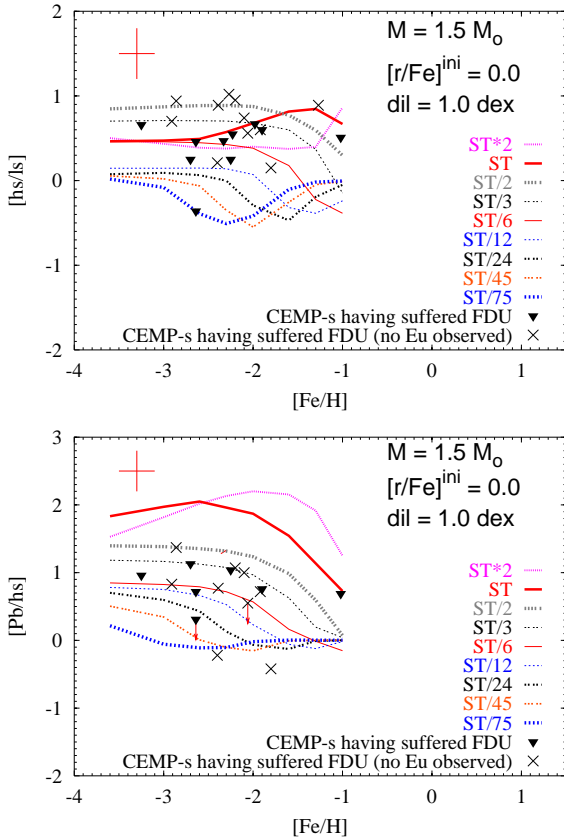 2
1
0
1
2
-4
-3
-2
-1
0
1
[hs/ls]
[Fe/H]
M = 1.5 Mo
[r/Fe]ini = 0.0
dil = 1.0 dex
ST*2
ST
ST/2
ST/3
ST/6
ST/12
ST/24
ST/45
ST/75
CEMP-s having suffered FDU
CEMP-s having suffered FDU (no Eu observed)
3
2
1
0
-1
-2
-4
-3
-2
-1
0
1
[Pb/hs]
[Fe/H]
M = 1.5 Mo
[r/Fe]ini = 0.0
dil = 1.0 dex
ST*2
ST
ST/2
ST/3
ST/6
ST/12
ST/24
ST/45
ST/75
CEMP-s having suffered FDU
CEMP-s having suffered FDU (no Eu observed)